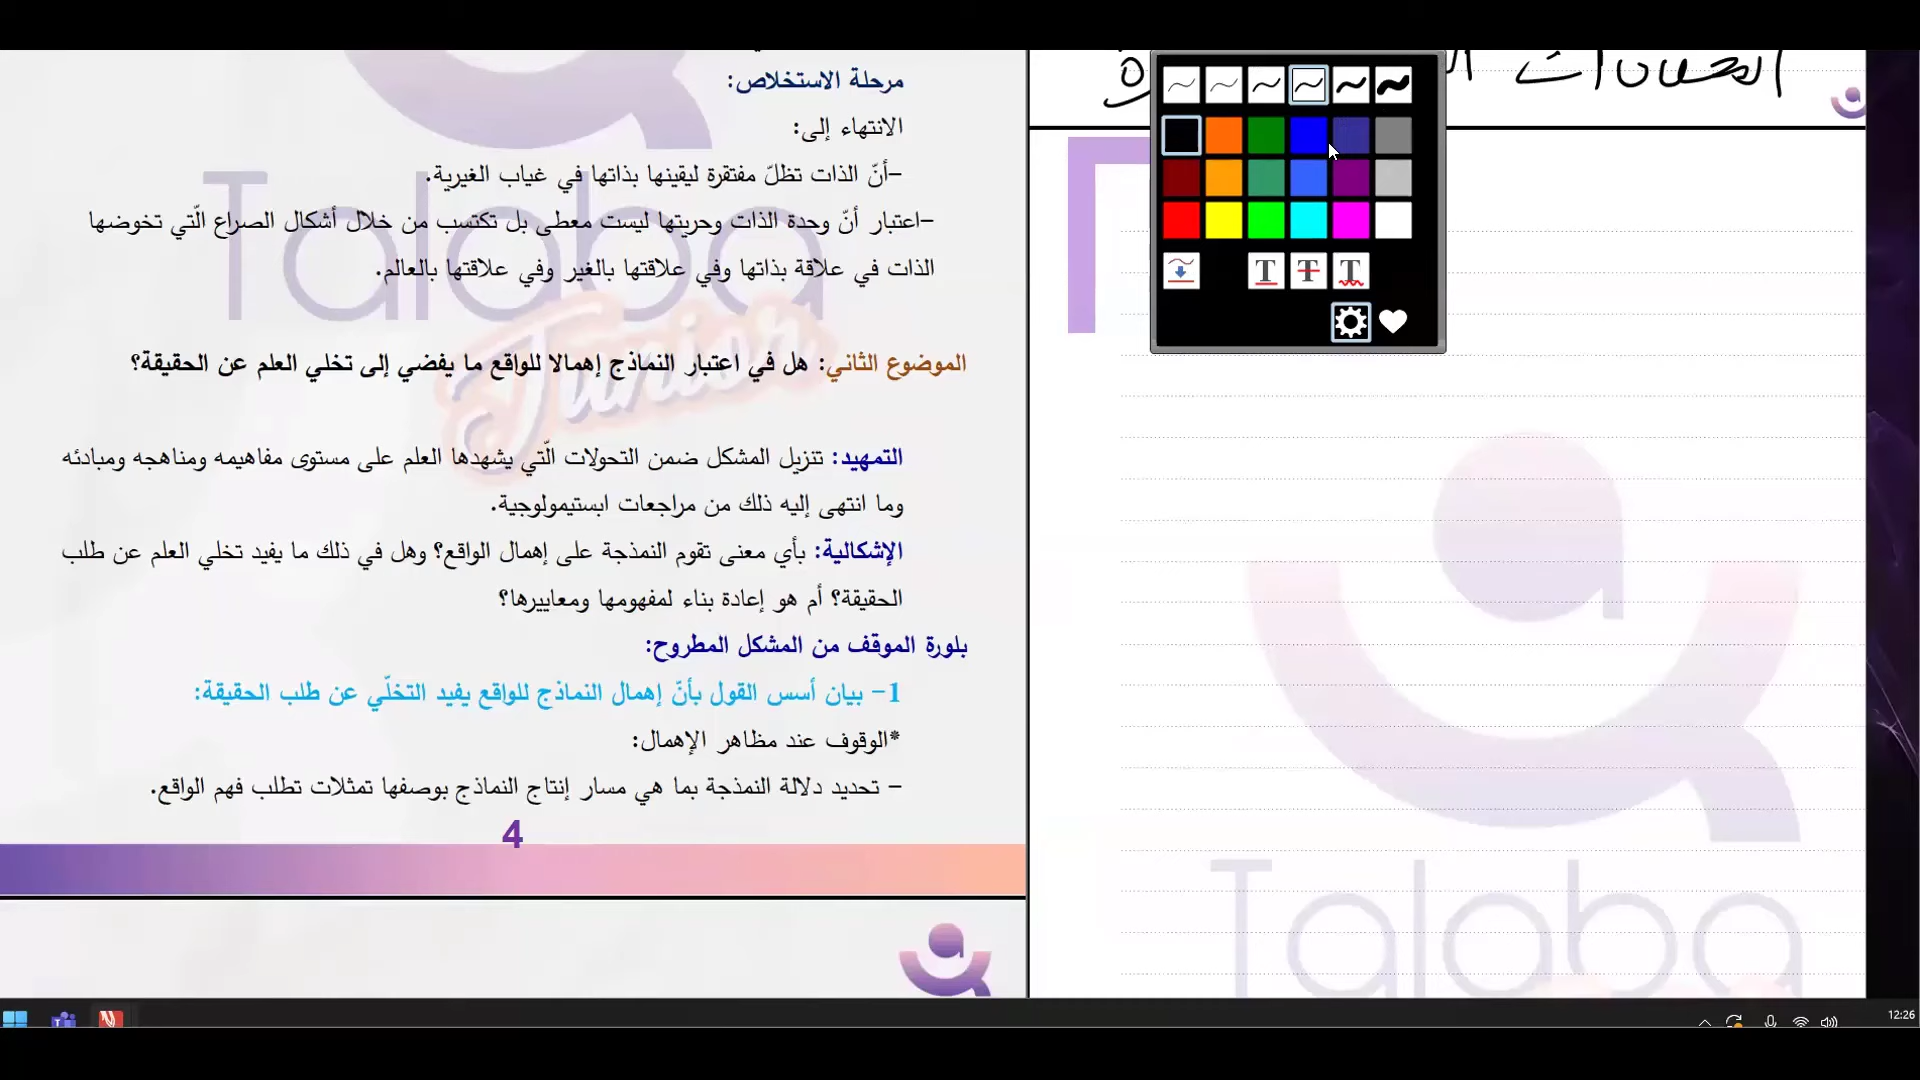 مرحلة الاستخلاص:
الانتهاء إلى:
-أنّ الذات تظلّ مفتقرة ليقينها بذاتها في غياب الغيرية.
-اعتبار أنّ وحدة الذات وحريتها ليست معطى بل تكتسب من خلال أشكال الصراع الّتي تخوضها
الذات في علاقة بذاتها وفي علاقتها بالغير وفي علاقتها بالعالم.
الموضوع الثاني: هل في اعتبار النماذج إهمالا للواقع ما يفضي إلى تخلي العلم عن الحقيقة؟
التمهيد: تنزيل المشكل ضمن التحولات الّتي يشهدها العلم على مستوى مفاهيمه ومناهجه ومبادئه
وما انتهى إليه ذلك من مراجعات ابستيمولوجية.
الإشكالية: بأي معنى تقوم النمذجة على إهمال الواقع؟ وهل في ذلك ما يفيد تخلي العلم عن طلب
الحقيقة؟ أم هو إعادة بناء لمفهومها ومعاييرها؟
بلورة الموقف من المشكل المطروح:
1- بيان أسس القول بأنّ إهمال النماذج للواقع يفيد التخلّي عن طلب الحقيقة:
*الوقوف عند مظاهر الإهمال:
- تحديد دلالة النمذجة بما هي مسار إنتاج النماذج بوصفها تمثلات تطلب فهم الواقع.
4
Talaba
Junior
Talaba
12:26